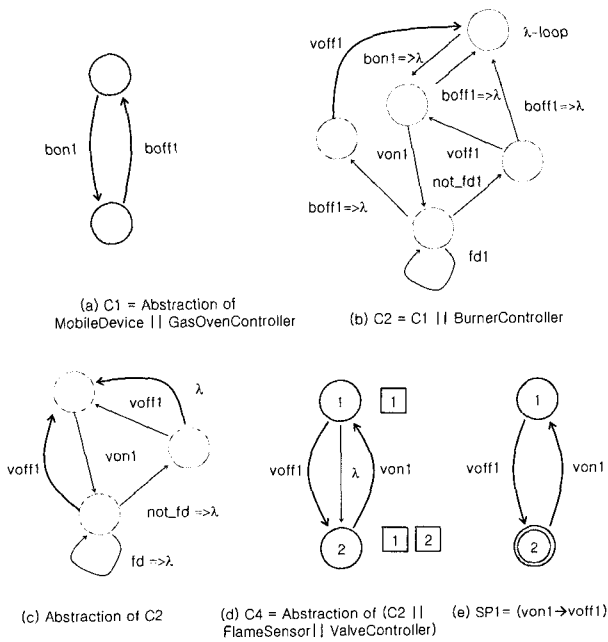 bon1
boff1
(a) C1 = Abstraction of
MobileDevice || GasOvenController
voff1
λ-loop
bon1=>λ
boff1=>λ
boff1=>λ
von1
voff1
not_fd1
boff1=>λ
fd1
(b) C2 = C1 || BurnerController
λ
voff1
voff1
von1
not_fd =>λ
fd =>λ
(c) Abstraction of C2
1
1
voff1
λ
von1
2
1
2
(d) C4 = Abstraction of (C2 ||
FlameSensor|| ValveController)
1
voff1
von1
2
(e) SP1= (von1→voff1)